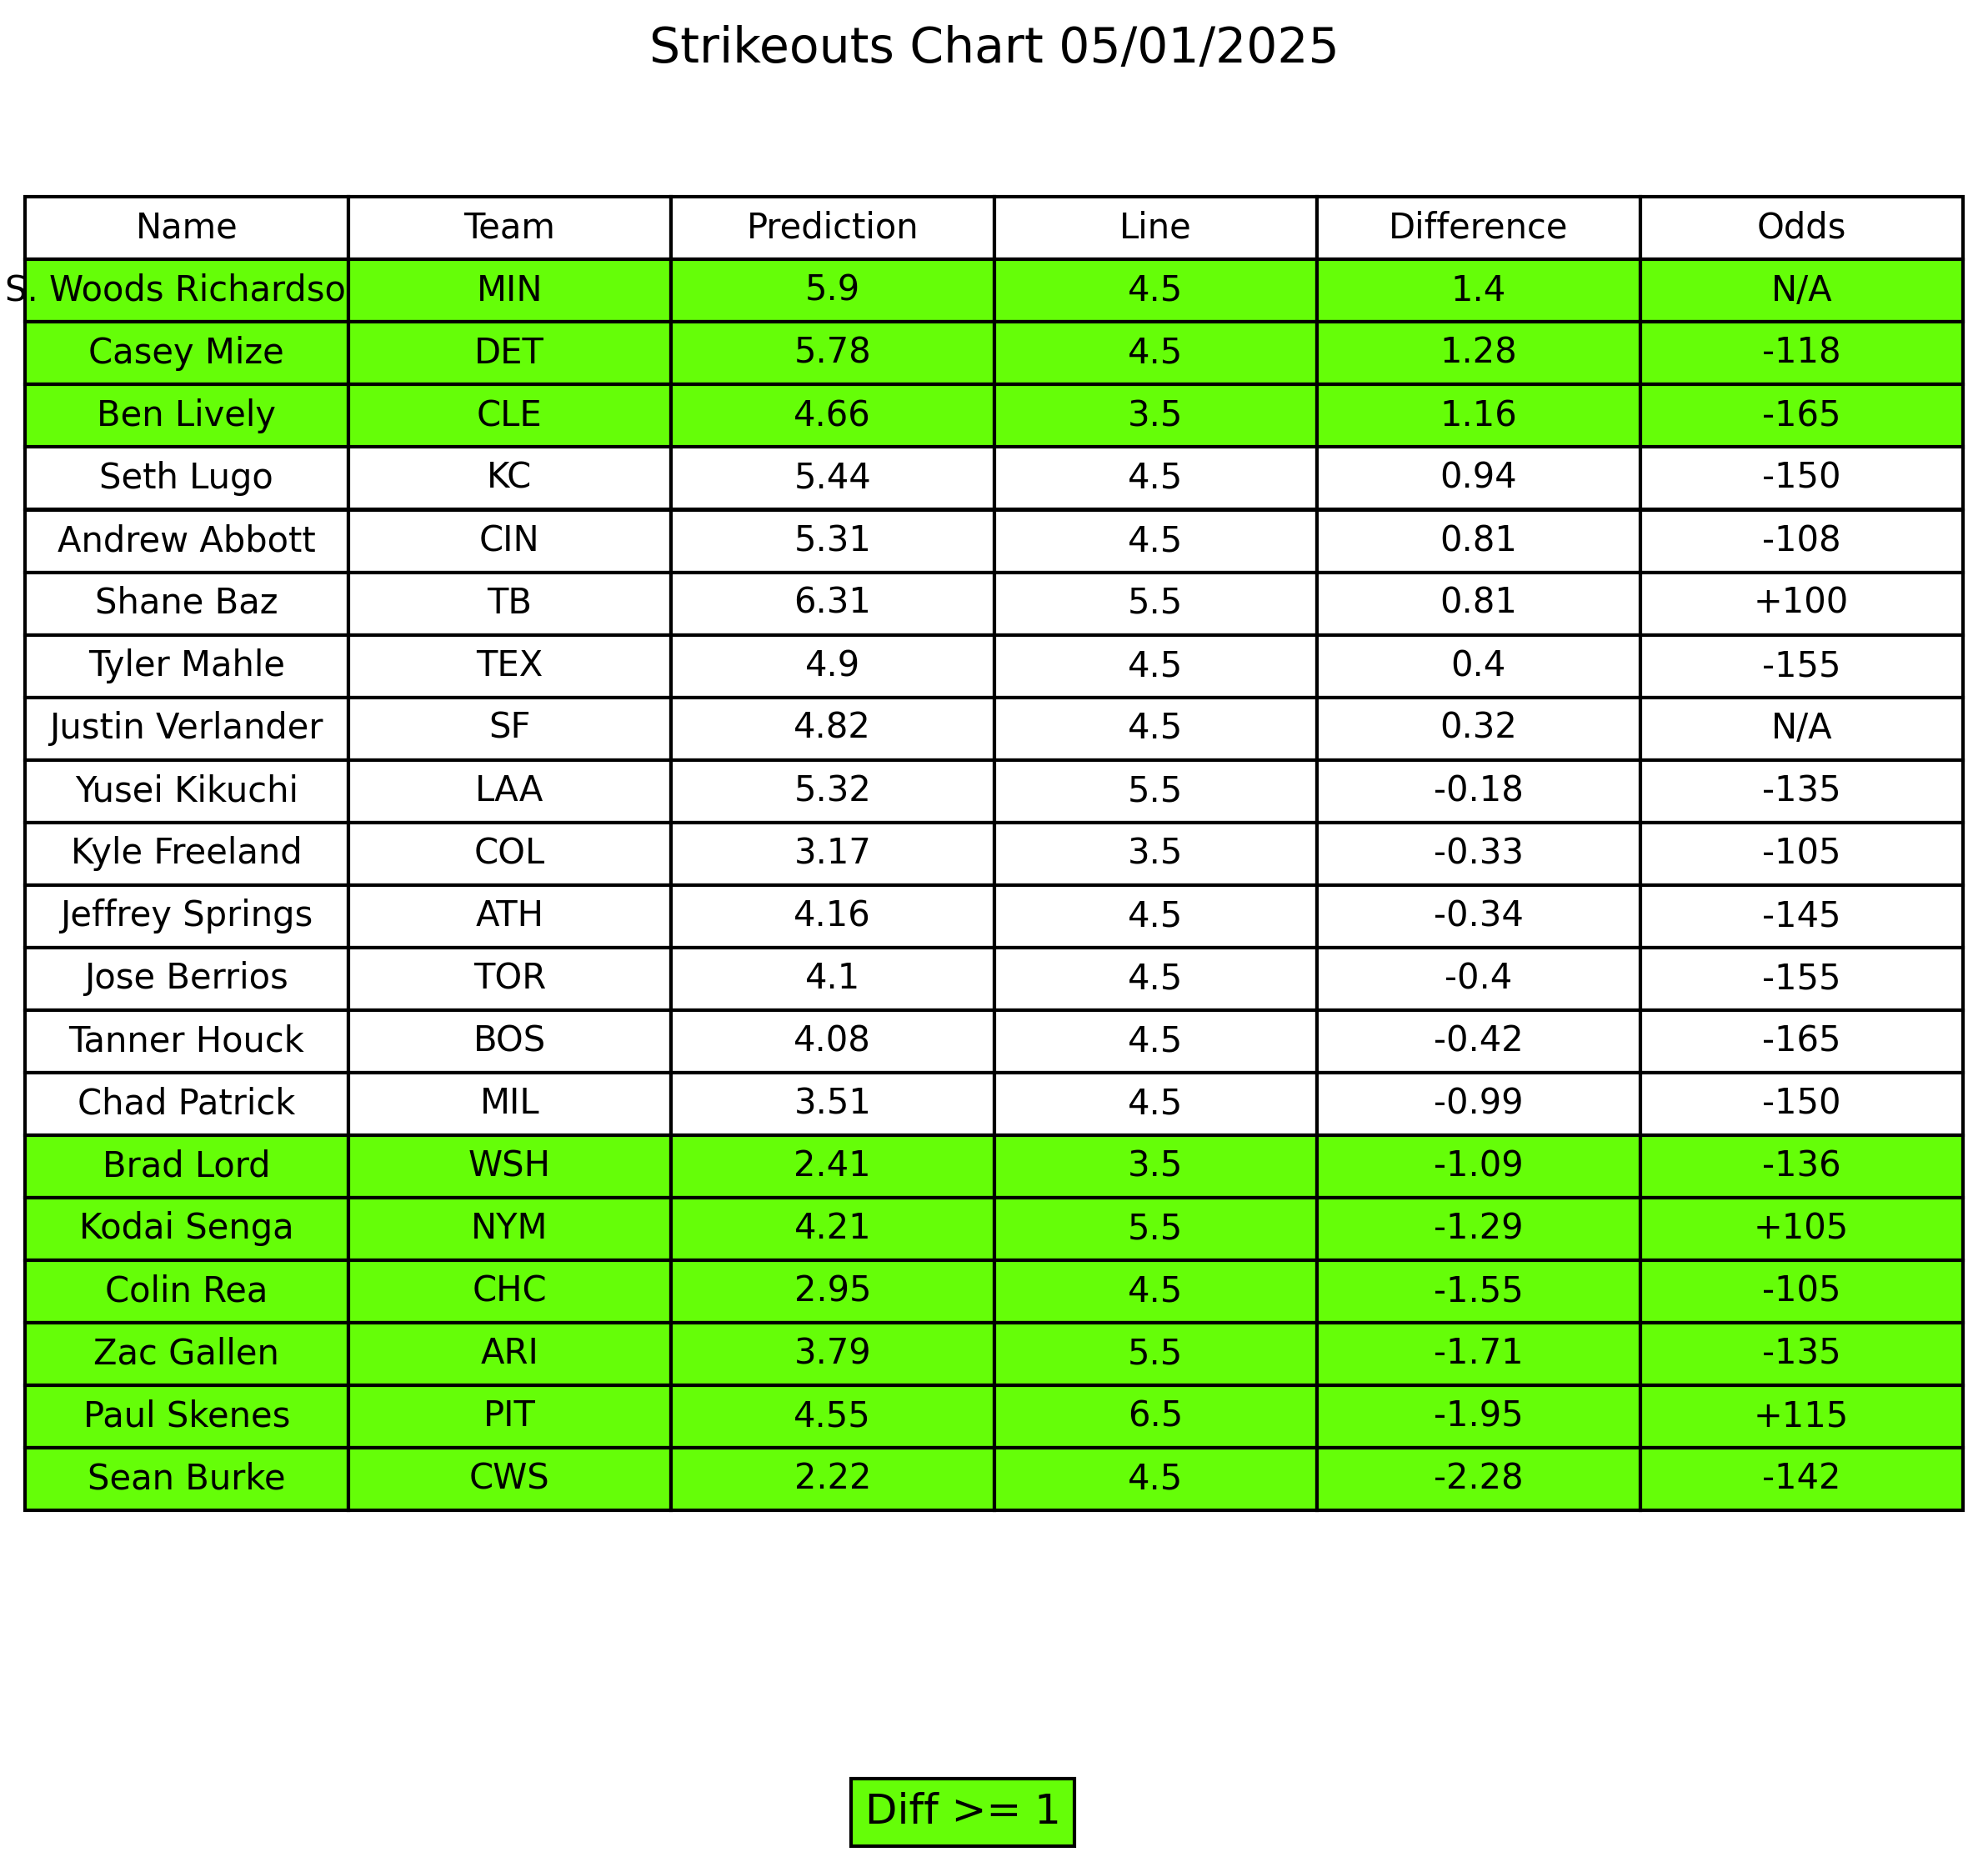 Strikeouts Chart 05/01/2025
Name Team Prediction Line Difference Odds
S. Woods Richardso MIN 5.9 4.5 1.4 N/A
Casey Mize DET 5.78 4.5 1.28 -118
Ben Lively CLE 4.66 3.5 1.16 -165
Seth Lugo KC 5.44 4.5 0.94 -150
Andrew Abbott CIN 5.31 4.5 0.81 -108
Shane Baz TB 6.31 5.5 0.81 +100
Tyler Mahle TEX 4.9 4.5 0.4 -155
Justin Verlander SF 4.82 4.5 0.32 N/A
Yusei Kikuchi LAA 5.32 5.5 -0.18 -135
Kyle Freeland COL 3.17 3.5 -0.33 -105
Jeffrey Springs ATH 4.16 4.5 -0.34 -145
Jose Berrios TOR 4.1 4.5 -0.4 -155
Tanner Houck BOS 4.08 4.5 -0.42 -165
Chad Patrick MIL 3.51 4.5 -0.99 -150
Brad Lord WSH 2.41 3.5 -1.09 -136
Kodai Senga NYM 4.21 5.5 -1.29 +105
Colin Rea CHC 2.95 4.5 -1.55 -105
Zac Gallen ARI 3.79 5.5 -1.71 -135
Paul Skenes PIT 4.55 6.5 -1.95 +115
Sean Burke CWS 2.22 4.5 -2.28 -142
Diff >= 1